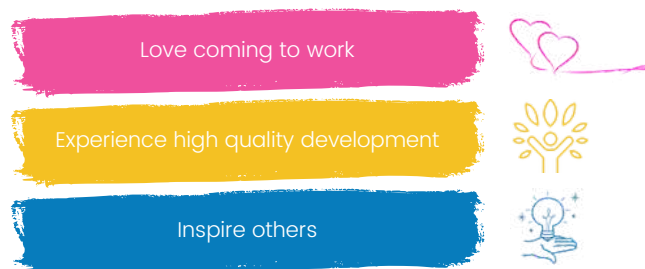 Love coming to work
Experience high quality development
Inspire others